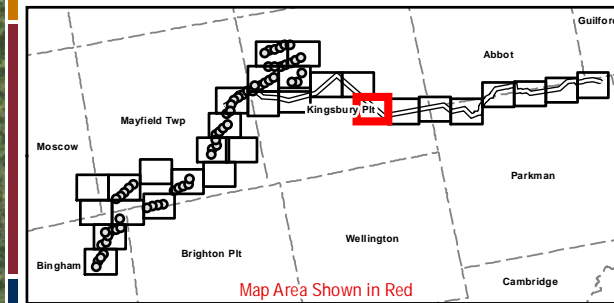 Guilford
Abbot
Kingsbury Plt
Mayfield Twp
Moscow
Parkman
Wellington
Brighton Plt
Bingham
Cambridge
Map Area Shown in Red